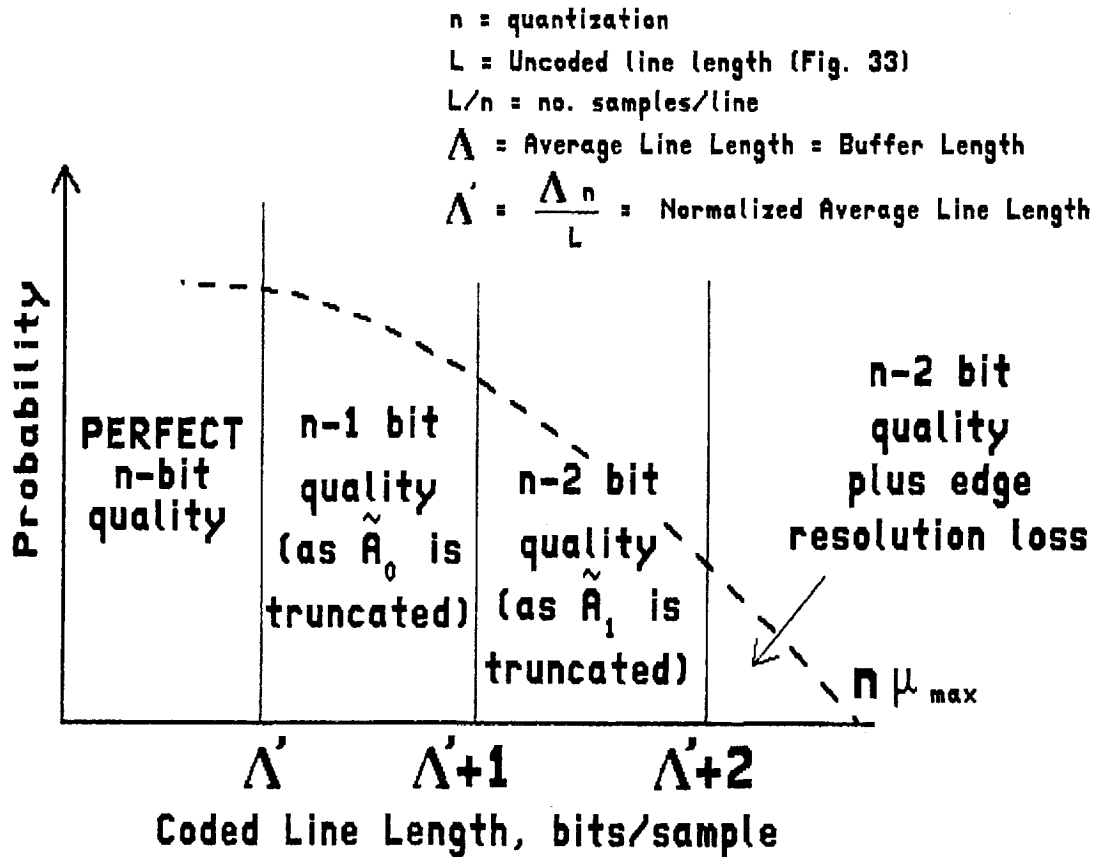 n = quantization
L = Uncoded line length (Fig. 33)
L/n = no. samples/line
Λ = Average Line Length = Buffer Length
Λ' = Λ n / L = Normalized Average Line Length
Probability
PERFECT
n-bit
quality
n-1 bit
quality
(as Ã₀ is
truncated)
n-2 bit
quality
(as Ã₁ is
truncated)
n-2 bit
quality
plus edge
resolution loss
n μ max
Λ' Λ'+1 Λ'+2
Coded Line Length, bits/sample